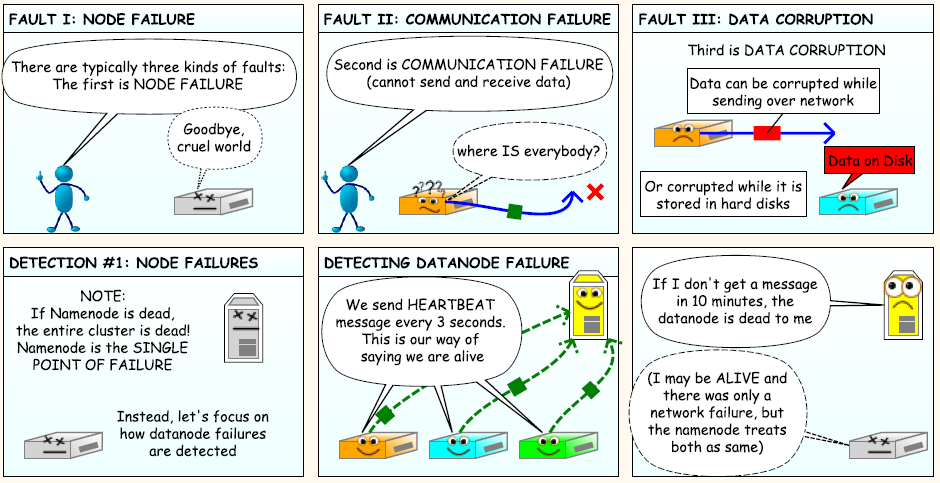 FAULT I: NODE FAILURE
There are typically three kinds of faults:
The first is NODE FAILURE
Goodbye,
cruel world
FAULT II: COMMUNICATION FAILURE
Second is COMMUNICATION FAILURE
(cannot send and receive data)
where IS everybody?
????
FAULT III: DATA CORRUPTION
Third is DATA CORRUPTION
Data can be corrupted while
sending over network
Data on Disk
Or corrupted while it is
stored in hard disks
DETECTION #1: NODE FAILURES
NOTE:
If Namenode is dead,
the entire cluster is dead!
Namenode is the SINGLE
POINT OF FAILURE
Instead, let's focus on
how datanode failures
are detected
DETECTING DATANODE FAILURE
We send HEARTBEAT
message every 3 seconds.
This is our way of
saying we are alive
If I don't get a message
in 10 minutes, the
datanode is dead to me
(I may be ALIVE and
there was only a
network failure, but
the namenode treats
both as same)